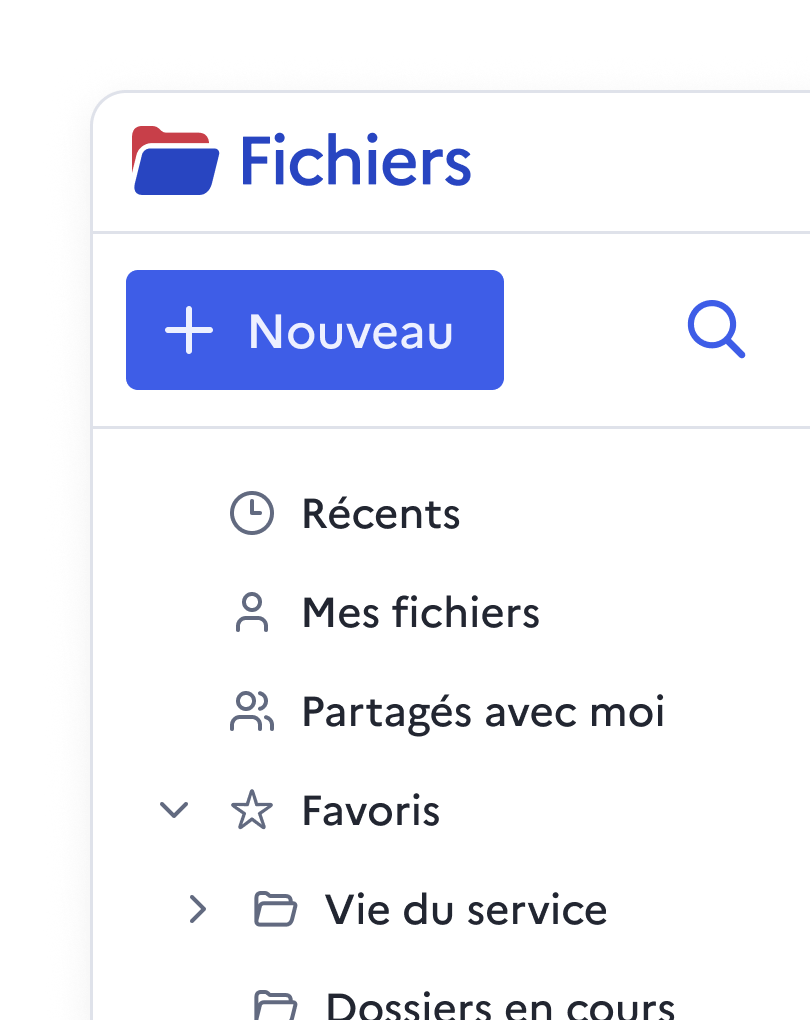 Fichiers
Nouveau
Récents
Mes fichiers
Partagés avec moi
Favoris
Vie du service
Dossiers en cours